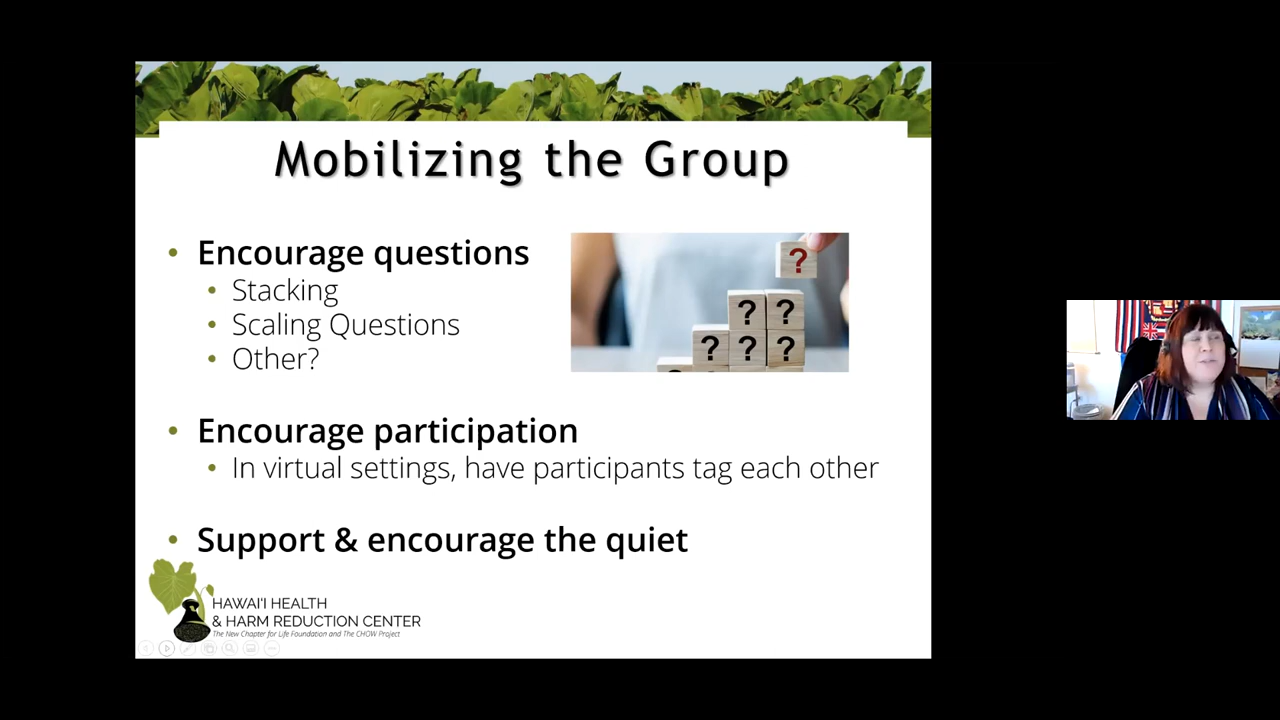 Mobilizing the Group
• Encourage questions
• Stacking
• Scaling Questions
• Other?
? 
? ?
? ? ?
• Encourage participation
• In virtual settings, have participants tag each other
• Support & encourage the quiet
HAWAI'I HEALTH
& HARM REDUCTION CENTER
The New Chapter for Life Foundation and The CHOW Project